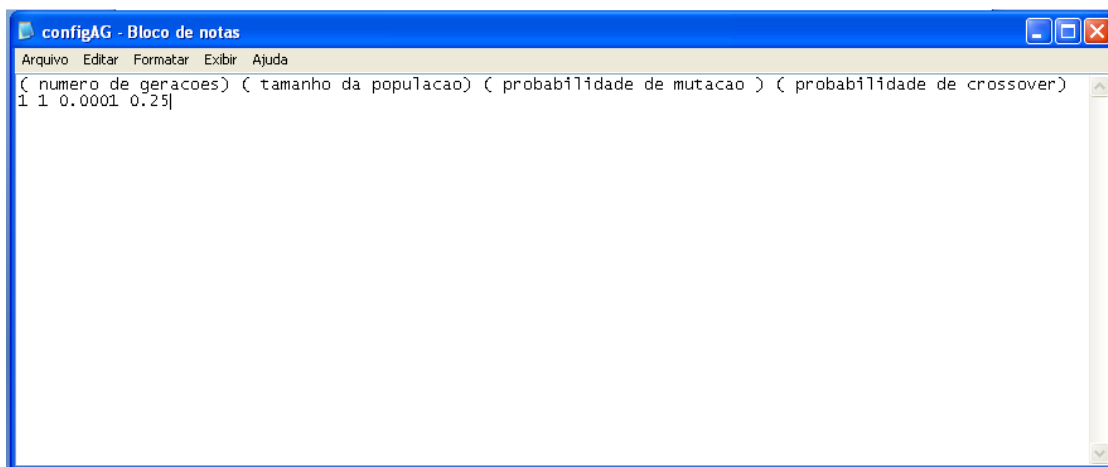 configAG - Bloco de notas
Arquivo Editar Formatar Exibir Ajuda
( numero de geracoes) ( tamanho da populacao) ( probabilidade de mutacao ) ( probabilidade de crossover)
1 1 0.0001 0.25